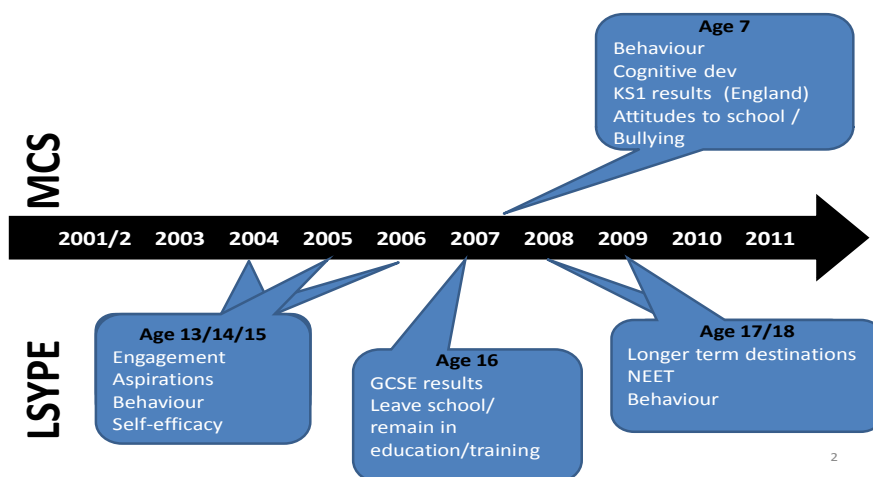 Age 7
Behaviour
Cognitive dev
KS1 results (England)
Attitudes to school /
Bullying
MCS
2001/2 2003 2004 2005 2006 2007 2008 2009 2010 2011
LSYPE
Age 13/14/15
Engagement
Aspirations
Behaviour
Self-efficacy
Age 16
GCSE results
Leave school/
remain in
education/training
Age 17/18
Longer term destinations
NEET
Behaviour
2